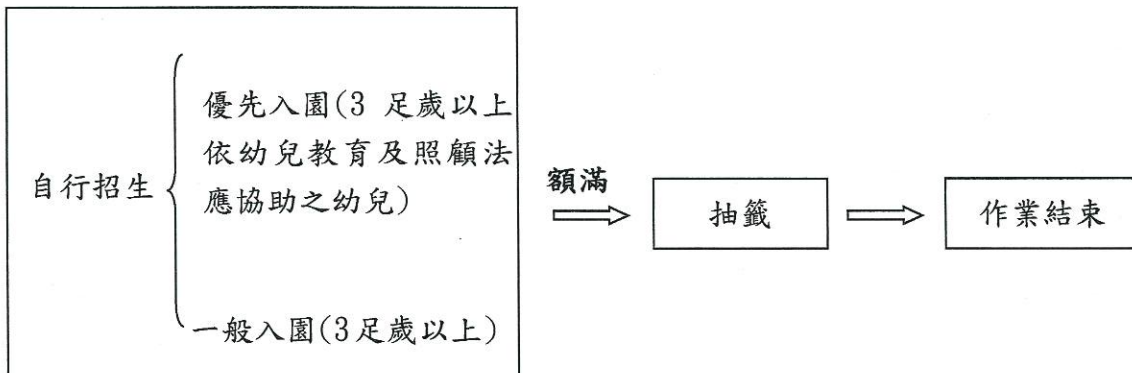 自行招生
優先入園(3 足歲以上
依幼兒教育及照顧法
應協助之幼兒)
一般入園(3足歲以上)
額滿
抽籤
作業結束